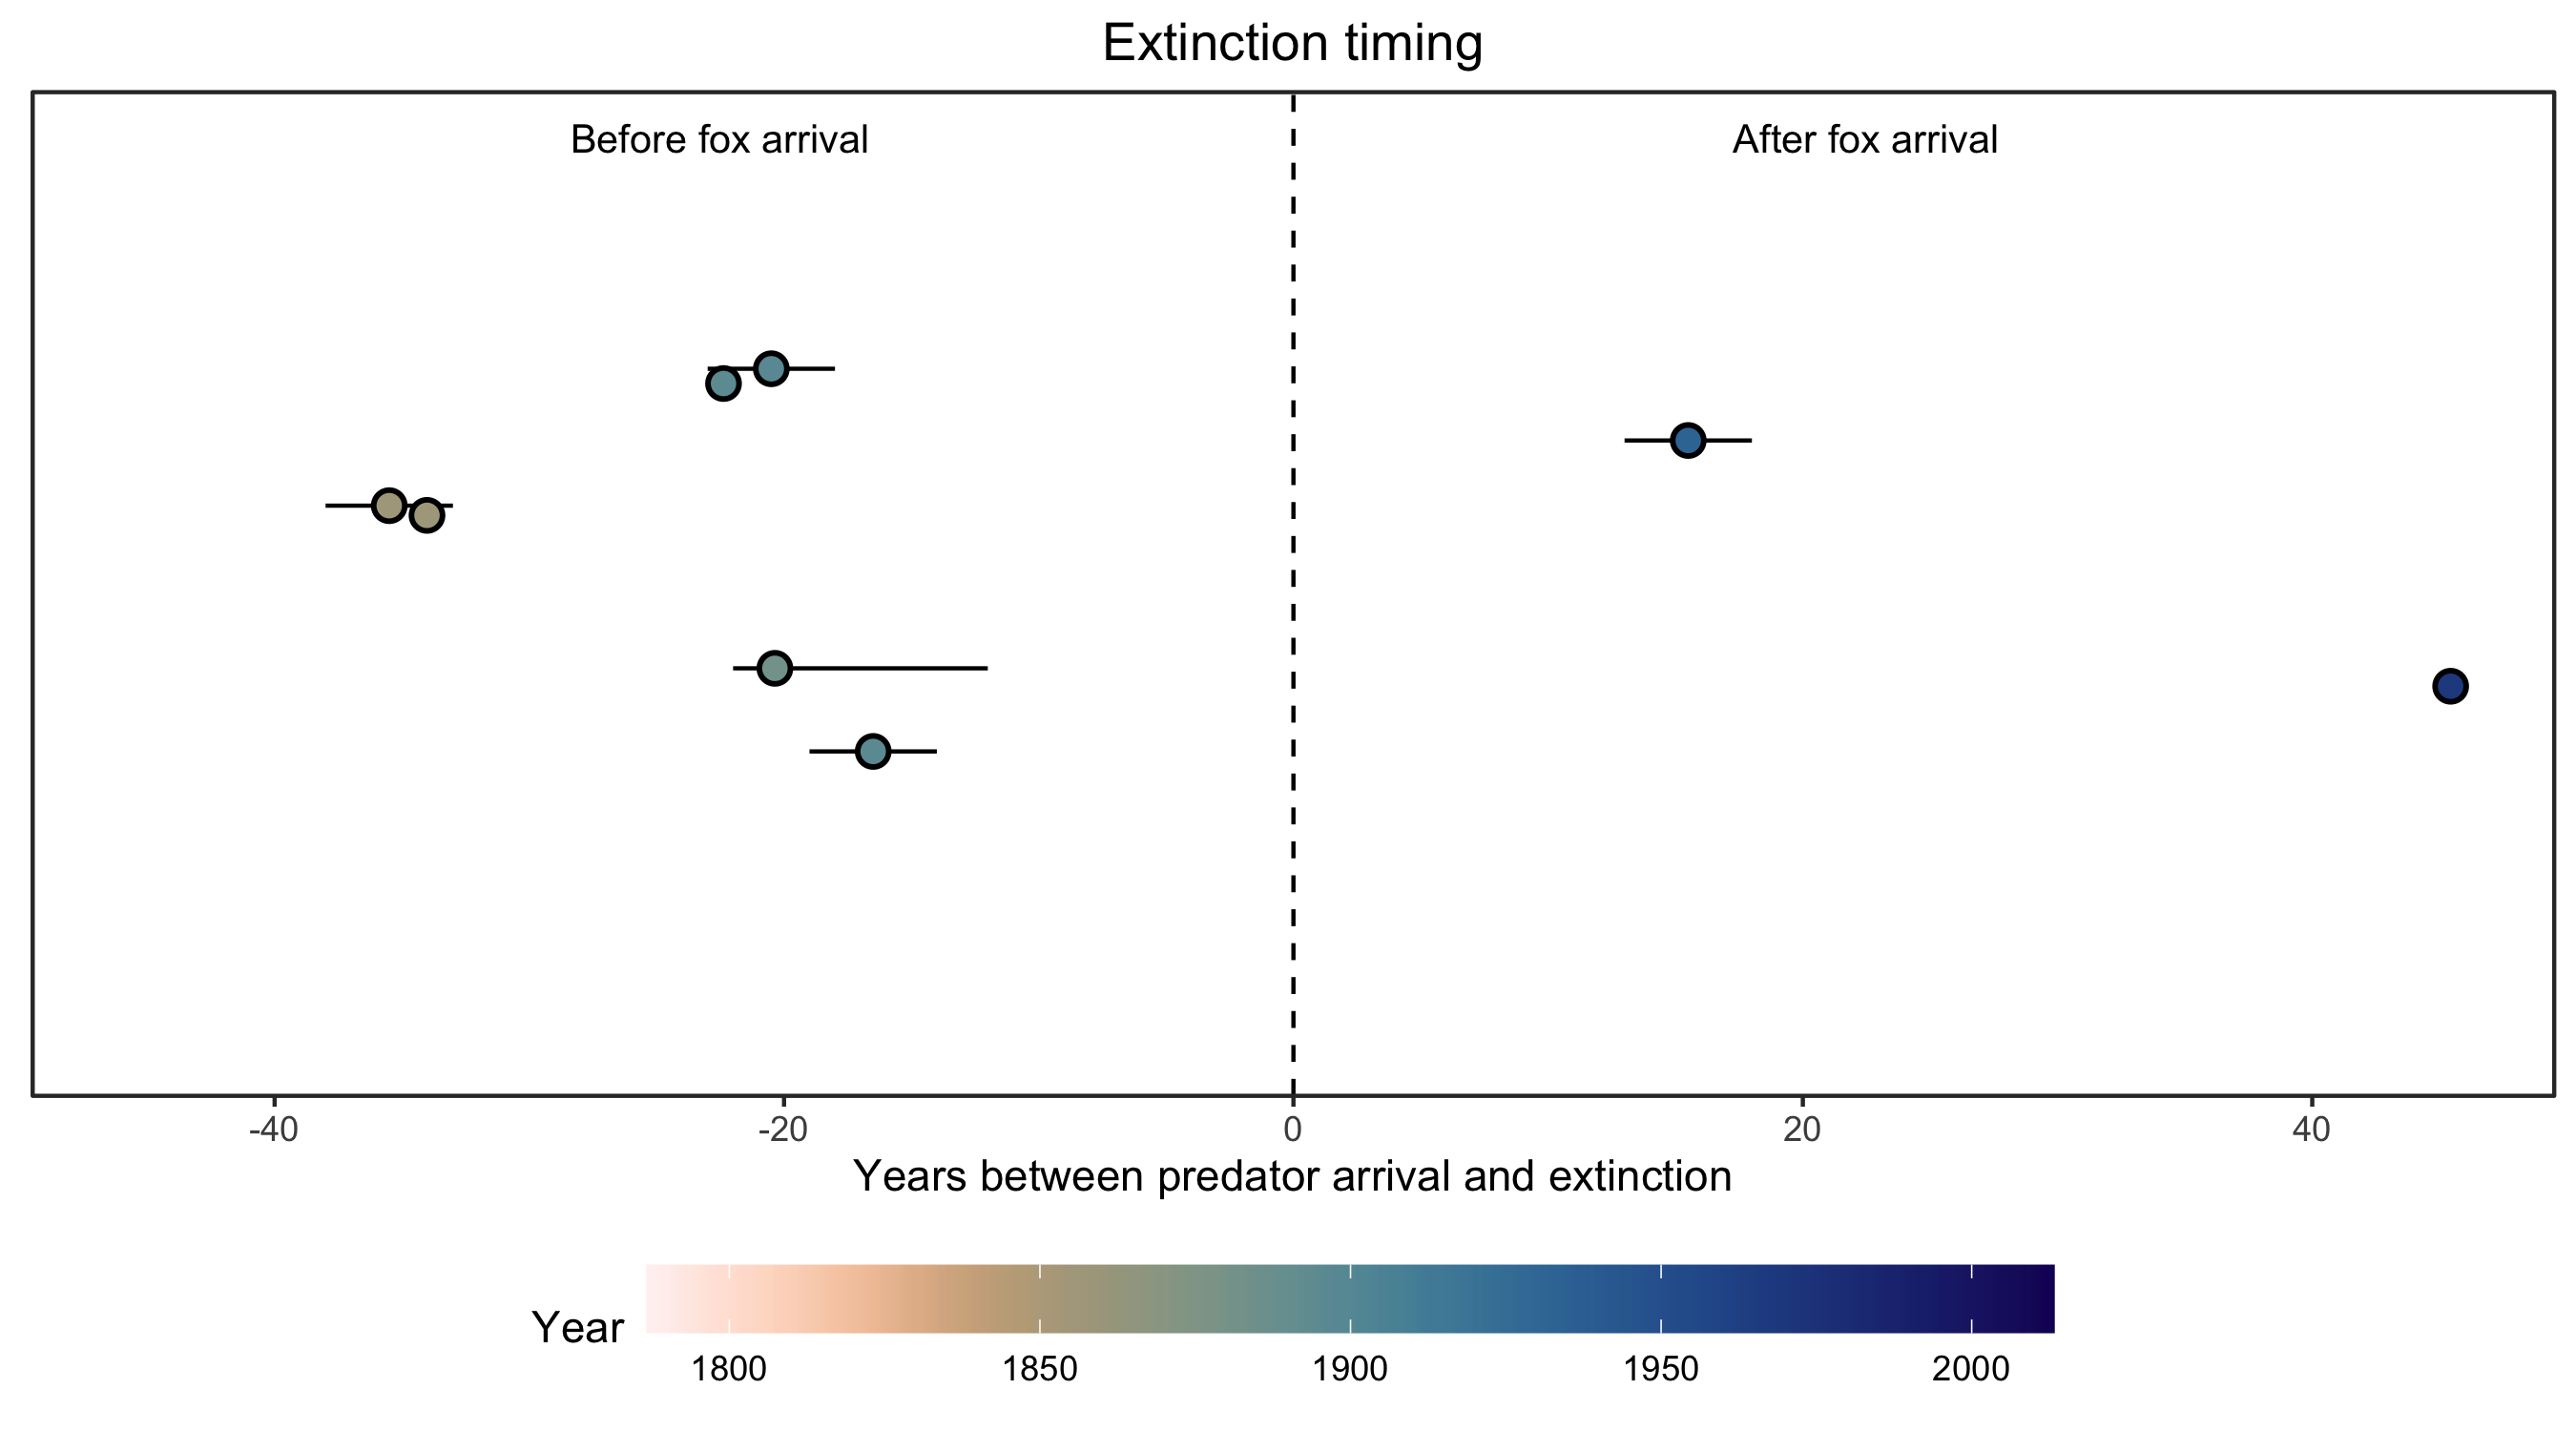 Extinction timing
Before fox arrival
After fox arrival
-40
-20
0
20
40
Years between predator arrival and extinction
Year
1800
1850
1900
1950
2000